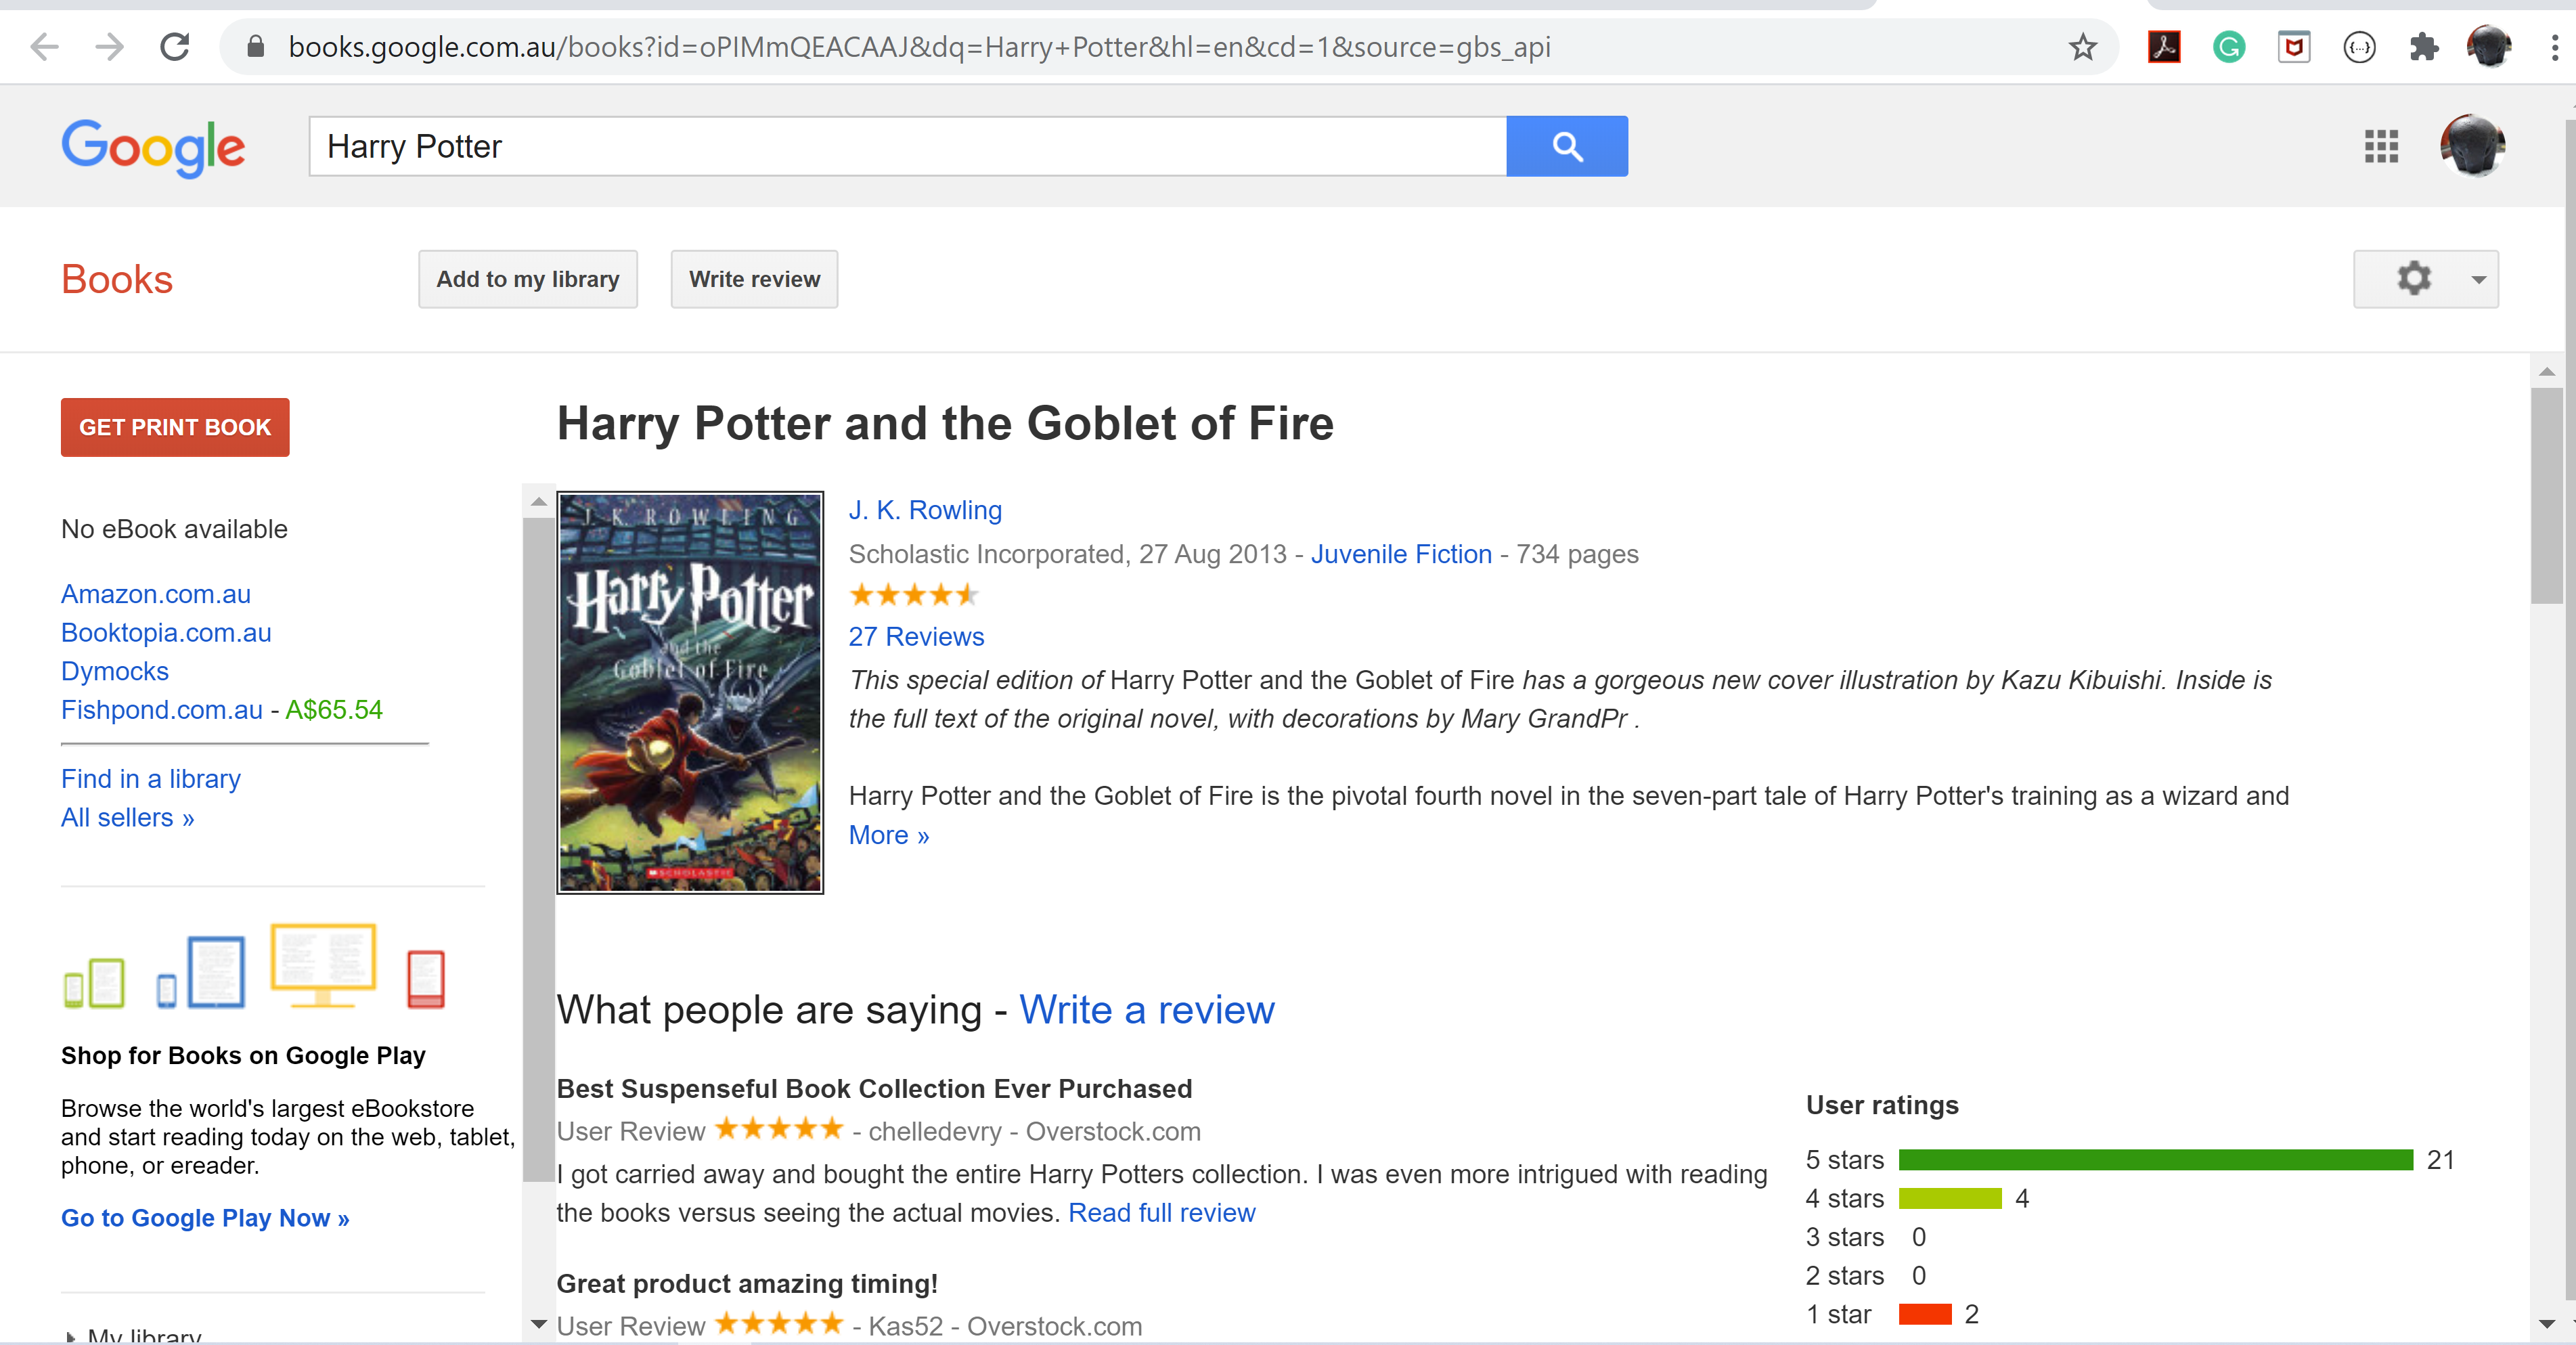 books.google.com.au/books?id=oPIMmQEACAAJ&dq=Harry+Potter&hl=en&cd=1&source=gbs_api
Google
Harry Potter
Books
Add to my library
Write review
GET PRINT BOOK
No eBook available
Amazon.com.au
Booktopia.com.au
Dymocks
Fishpond.com.au - A$65.54
Find in a library
All sellers »
Shop for Books on Google Play
Browse the world's largest eBookstore
and start reading today on the web, tablet,
phone, or ereader.
Go to Google Play Now »
My library
Harry Potter and the Goblet of Fire
J. K. ROWLING
Harry Potter
and the
Goblet of Fire
SCHOLASTIC
J. K. Rowling
Scholastic Incorporated, 27 Aug 2013 - Juvenile Fiction - 734 pages
27 Reviews
This special edition of Harry Potter and the Goblet of Fire has a gorgeous new cover illustration by Kazu Kibuishi. Inside is
the full text of the original novel, with decorations by Mary GrandPr .
Harry Potter and the Goblet of Fire is the pivotal fourth novel in the seven-part tale of Harry Potter's training as a wizard and
More »
What people are saying - Write a review
Best Suspenseful Book Collection Ever Purchased
User Review - chelledevry - Overstock.com
I got carried away and bought the entire Harry Potters collection. I was even more intrigued with reading
the books versus seeing the actual movies. Read full review
Great product amazing timing!
User Review - Kas52 - Overstock.com
User ratings
5 stars 21
4 stars 4
3 stars 0
2 stars 0
1 star 2